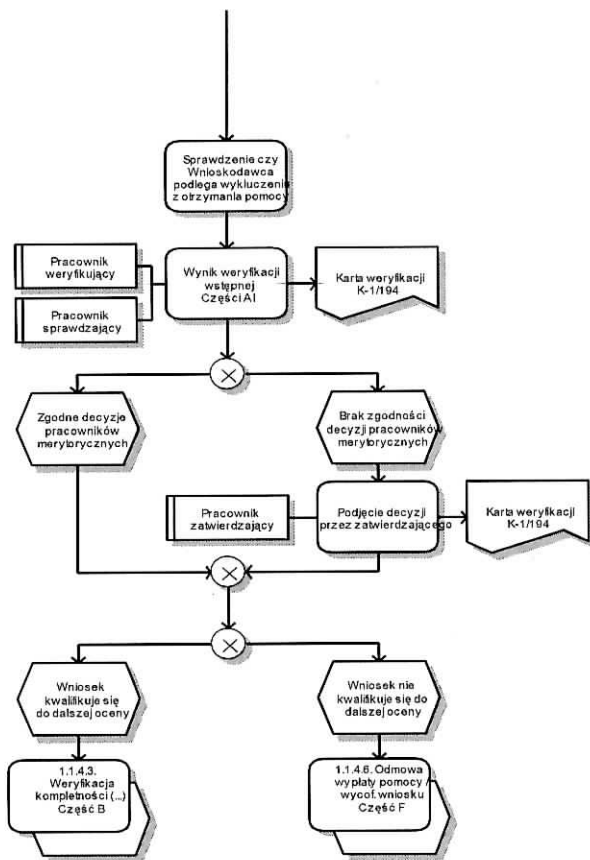 Sprawdzenie czy
Wnioskodawca
podlega wykluczeniu
z otrzymania pomocy
Pracownik
weryfikujący
Wynik weryfikacji
wstępnej
Części AI
Karta weryfikacji
K-1/194
Pracownik
sprawdzający
Zgodne decyzje
pracowników
merytorycznych
Brak zgodności
decyzji pracowników
merytorycznych
Pracownik
zatwierdzający
Podjęcie decyzji
przez zatwierdzającego
Karta weryfikacji
K-1/194
Wniosek
kwalifikuje się
do dalszej oceny
Wniosek nie
kwalifikuje się do
dalszej oceny
1.1.4.3.
Weryfikacja
kompletności (...)
Część B
1.1.4.6. Odmowa
wypłaty pomocy /
wycof. wniosku
Część F